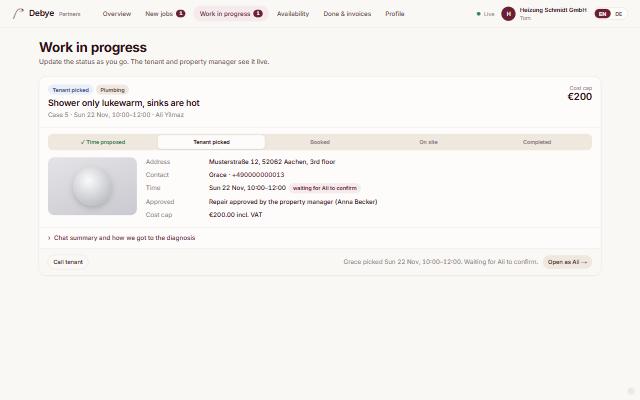 Debye Partners Overview New jobs 1 Work in progress 1 Availability Done & invoices Profile Live H Heizung Schmidt GmbH EN DE
Tom
Work in progress
Update the status as you go. The tenant and property manager see it live.
Tenant picked Plumbing Cost cap
Shower only lukewarm, sinks are hot €200
Case 5 · Sun 22 Nov, 10:00–12:00 · Ali Yilmaz
✓ Time proposed Tenant picked Booked On site Completed
Address Musterstraße 12, 52062 Aachen, 3rd floor
Contact Grace · +490000000013
Time Sun 22 Nov, 10:00–12:00 waiting for Ali to confirm
Approved Repair approved by the property manager (Anna Becker)
Cost cap €200.00 incl. VAT
› Chat summary and how we got to the diagnosis
Call tenant Grace picked Sun 22 Nov, 10:00–12:00. Waiting for Ali to confirm. Open as Ali →